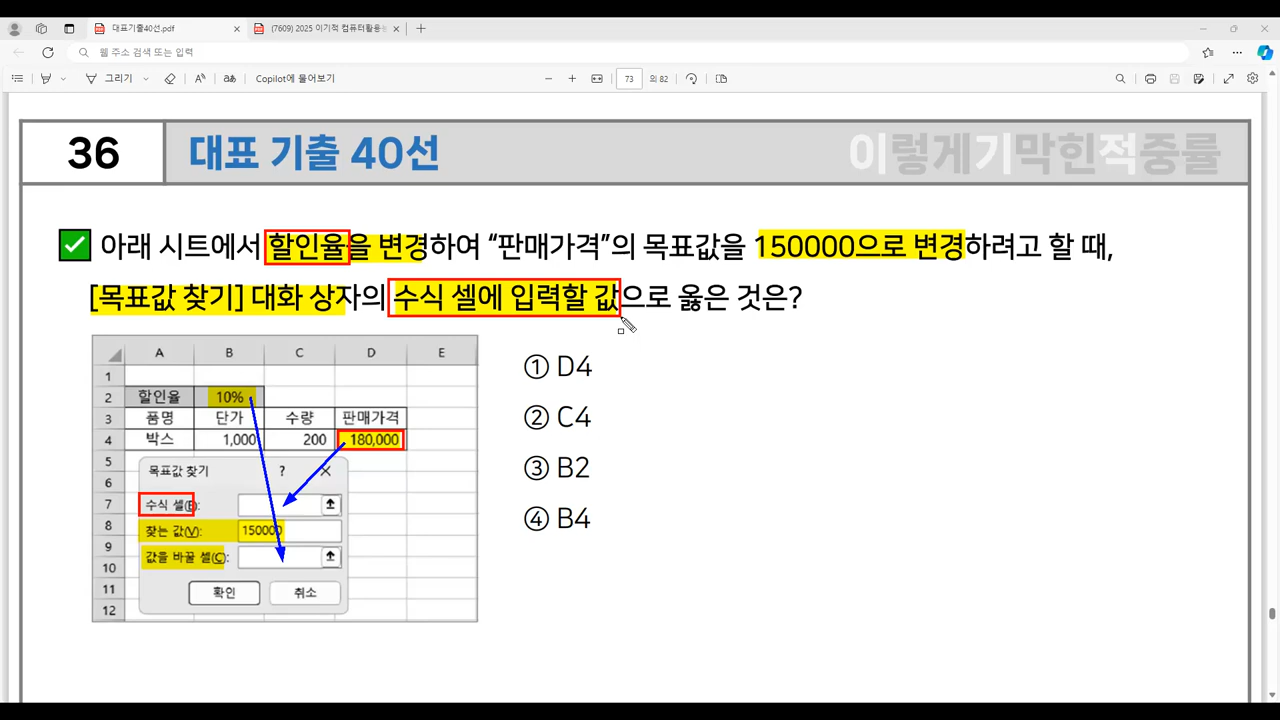 대표기출40선.pdf
(7609) 2025 이기적 컴퓨터활용능
웹 주소 검색 또는 입력
그리기
가あ
Copilot에 물어보기
73 의 82
36 대표 기출 40선 이렇게기막힌적중률
아래 시트에서 할인율을 변경하여 “판매가격”의 목표값을 150000으로 변경하려고 할 때,
[목표값 찾기] 대화 상자의 수식 셀에 입력할 값으로 옳은 것은?
A B C D E
1
2 할인율 10%
3 품명 단가 수량 판매가격
4 박스 1,000 200 180,000
5
6 목표값 찾기 ? ×
7 수식 셀(E):
8 찾는 값(V): 150000
9
10 값을 바꿀 셀(C):
11 확인 취소
12
① D4
② C4
③ B2
④ B4